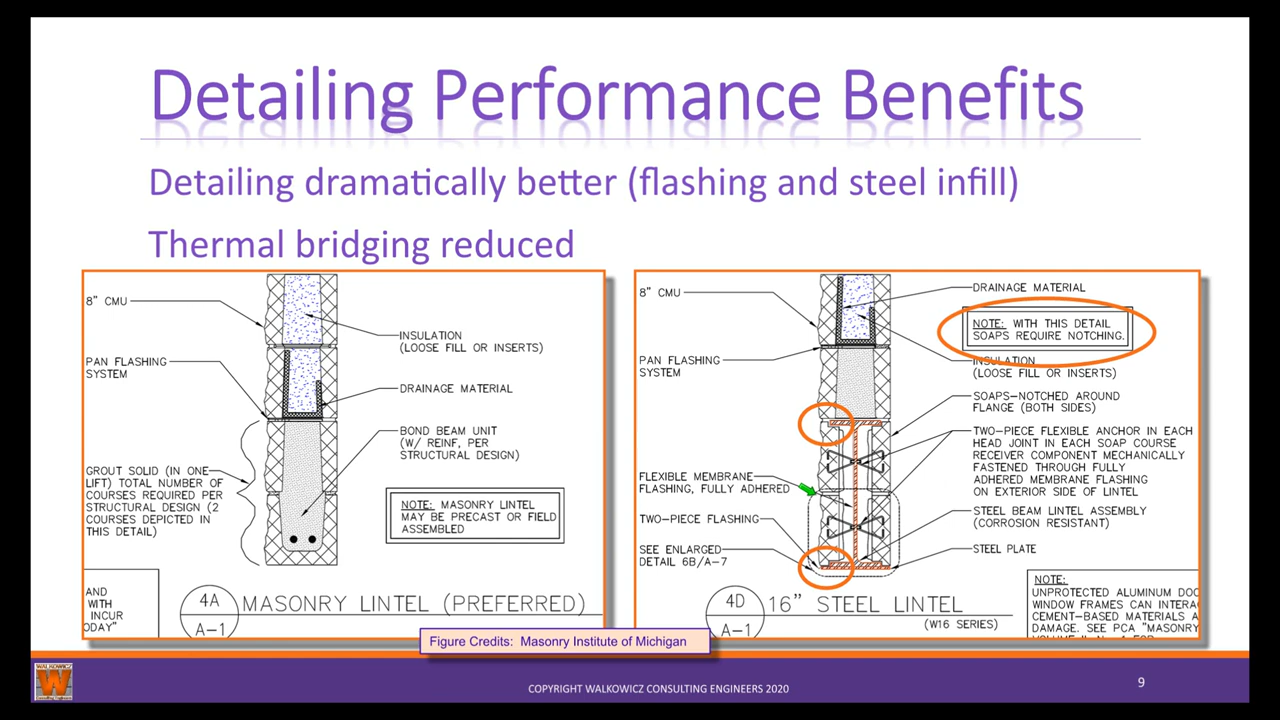 Detailing Performance Benefits
Detailing dramatically better (flashing and steel infill)
Thermal bridging reduced
8" CMU
PAN FLASHING
SYSTEM
GROUT SOLID (IN ONE
LIFT) TOTAL NUMBER OF
COURSES REQUIRED PER
STRUCTURAL DESIGN (2
COURSES DEPICTED IN
THIS DETAIL)
INSULATION
(LOOSE FILL OR INSERTS)
DRAINAGE MATERIAL
BOND BEAM UNIT
(W/ REINF, PER
STRUCTURAL DESIGN)
NOTE: MASONRY LINTEL
MAY BE PRECAST OR FIELD
ASSEMBLED
AND
WITH
INCUR
ODAY"
4A
A-1
MASONRY LINTEL (PREFERRED)
8" CMU
PAN FLASHING
SYSTEM
FLEXIBLE MEMBRANE
FLASHING, FULLY ADHERED
TWO-PIECE FLASHING
SEE ENLARGED
DETAIL 6B/A-7
DRAINAGE MATERIAL
NOTE: WITH THIS DETAIL
SOAPS REQUIRE NOTCHING.
INSULATION
(LOOSE FILL OR INSERTS)
SOAPS-NOTCHED AROUND
FLANGE (BOTH SIDES)
TWO-PIECE FLEXIBLE ANCHOR IN EACH
HEAD JOINT IN EACH SOAP COURSE
RECEIVER COMPONENT MECHANICALLY
FASTENED THROUGH FULLY
ADHERED MEMBRANE FLASHING
ON EXTERIOR SIDE OF LINTEL
STEEL BEAM LINTEL ASSEMBLY
(CORROSION RESISTANT)
STEEL PLATE
4D
A-1
16" STEEL LINTEL
(W16 SERIES)
NOTE:
UNPROTECTED ALUMINUM DOO
WINDOW FRAMES CAN INTERA
CEMENT-BASED MATERIALS A
DAMAGE. SEE PCA "MASONRY
Figure Credits: Masonry Institute of Michigan
WALKOWICZ
W
COPYRIGHT WALKOWICZ CONSULTING ENGINEERS 2020
9